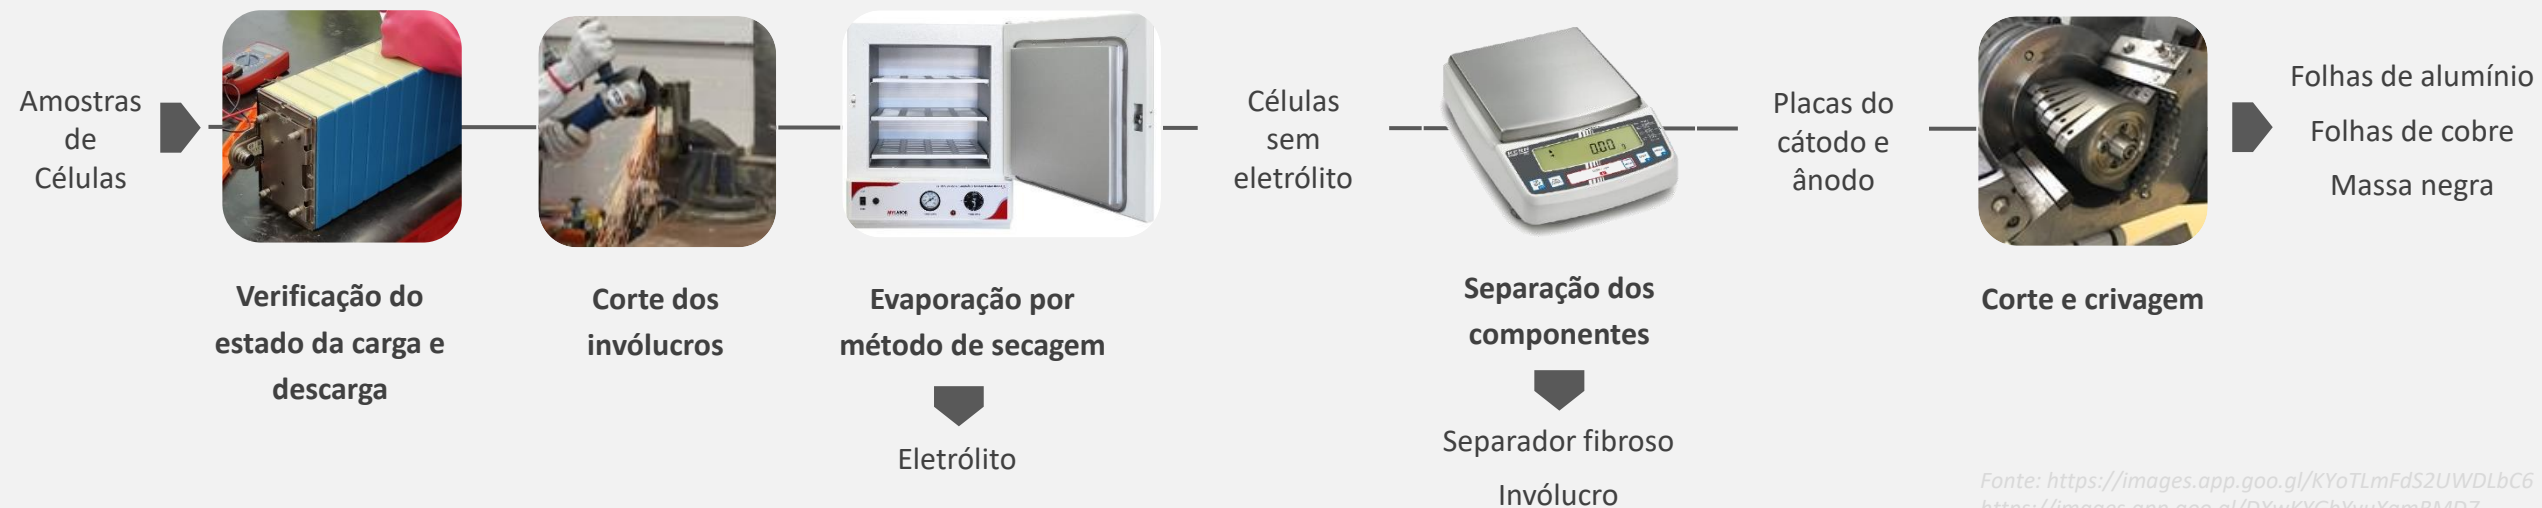 Amostras
de
Células
Verificação do
estado da carga e
descarga
Corte dos
invólucros
Evaporação por
método de secagem
Eletrólito
Células
sem
eletrólito
0.00 g
Separação dos
componentes
Separador fibroso
Invólucro
Placas do
cátodo e
ânodo
Corte e crivagem
Folhas de alumínio
Folhas de cobre
Massa negra
Fonte: https://images.app.goo.gl/KYoTLmFdS2UWDLbC6